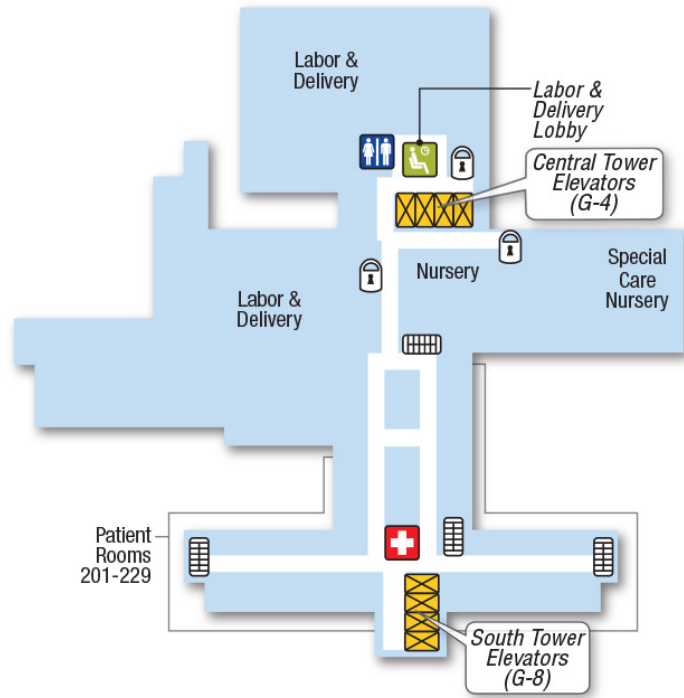 Labor &
Delivery
Labor &
Delivery
Lobby
Central Tower
Elevators
(G-4)
Labor &
Delivery
Nursery
Special
Care
Nursery
Patient
Rooms
201-229
South Tower
Elevators
(G-8)